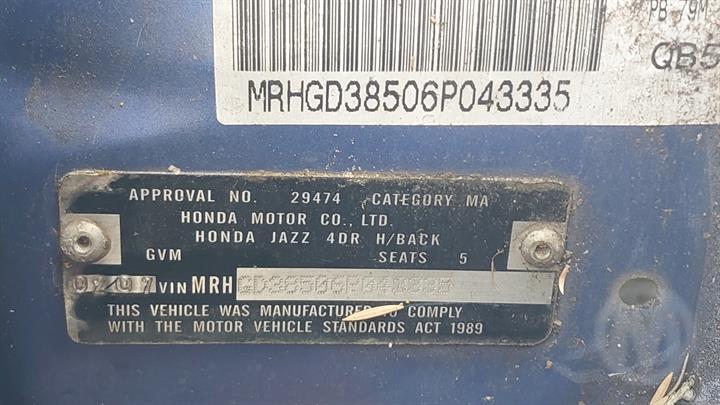 PB-79M
QB5
MRHGD38506P043335
APPROVAL NO. 29474 CATEGORY MA
HONDA MOTOR CO., LTD.
HONDA JAZZ 4DR H/BACK
GVM SEATS 5
VIN MRH
THIS VEHICLE WAS MANUFACTURED TO COMPLY
WITH THE MOTOR VEHICLE STANDARDS ACT 1989